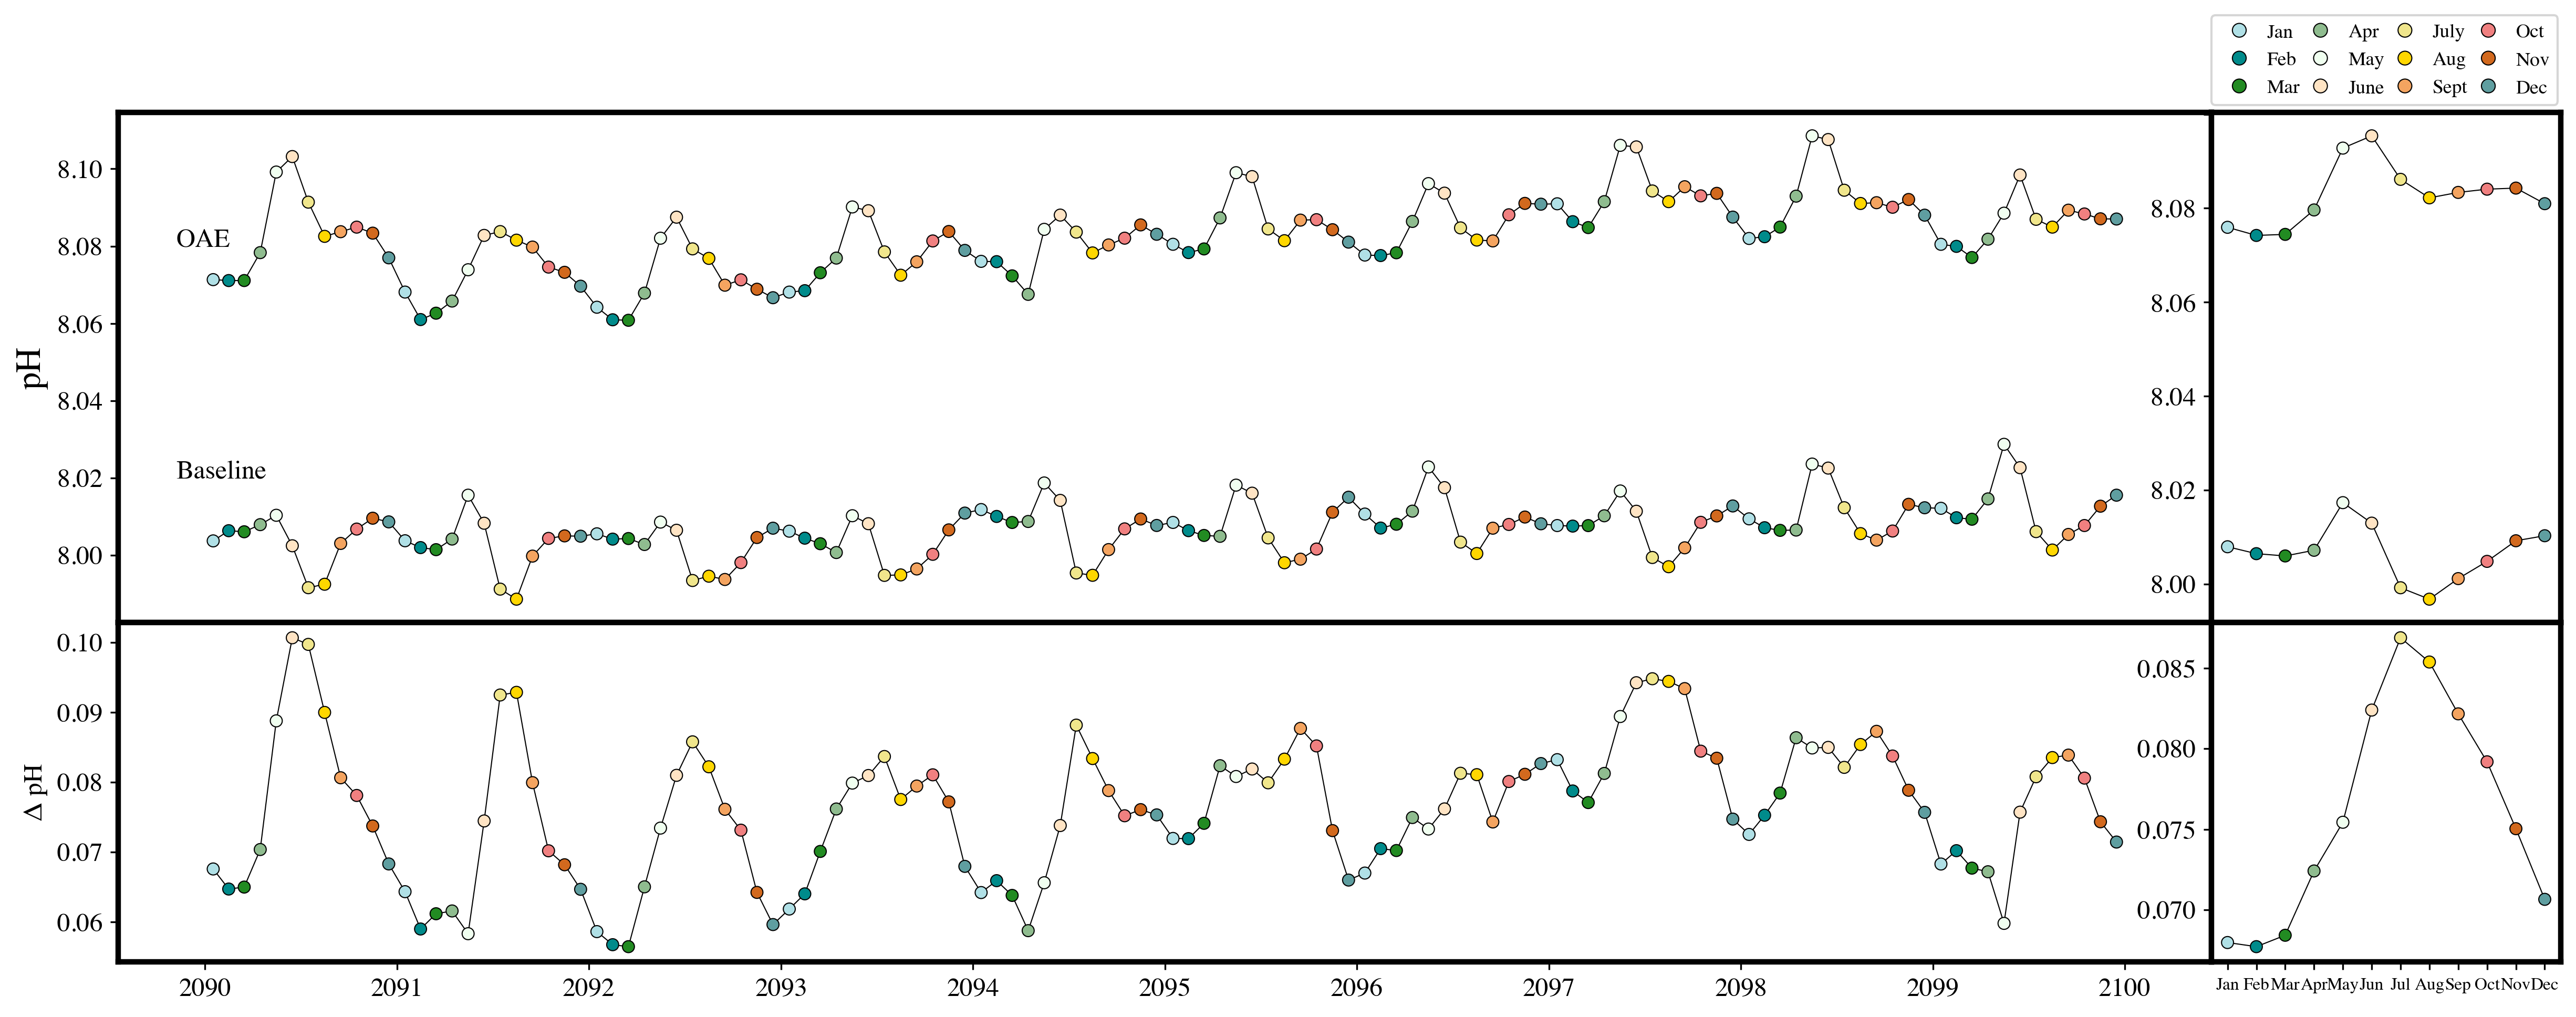 Jan Apr July Oct
Feb May Aug Nov
Mar June Sept Dec
8.10
8.08
8.06
8.04
8.02
8.00
pH
OAE
Baseline
8.08
8.06
8.04
8.02
8.00
0.10
0.09
0.08
0.07
0.06
Δ pH
0.085
0.080
0.075
0.070
2090 2091 2092 2093 2094 2095 2096 2097 2098 2099 2100
Jan Feb Mar Apr May Jun Jul Aug Sep Oct Nov Dec